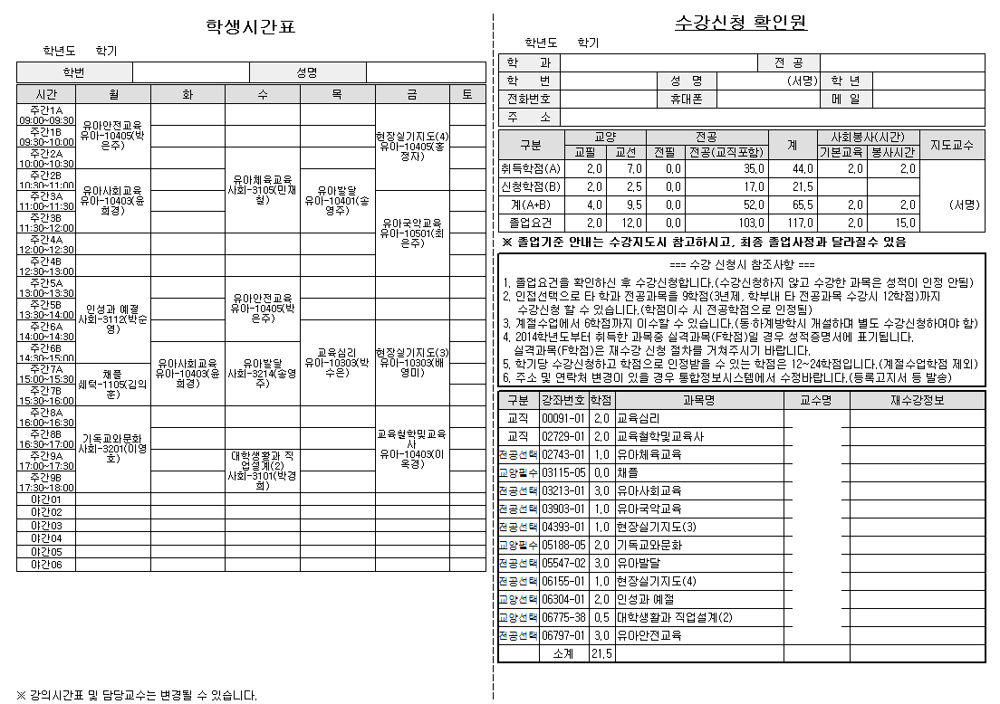 학생시간표
학년도 학기
학번 성명
시간 월 화 수 목 금 토
주간1A
09:00~09:30
주간1B
09:30~10:00
주간2A
10:00~10:30
주간2B
10:30~11:00
주간3A
11:00~11:30
주간3B
11:30~12:00
주간4A
12:00~12:30
주간4B
12:30~13:00
주간5A
13:00~13:30
주간5B
13:30~14:00
주간6A
14:00~14:30
주간6B
14:30~15:00
주간7A
15:00~15:30
주간7B
15:30~16:00
주간8A
16:00~16:30
주간8B
16:30~17:00
주간9A
17:00~17:30
주간9B
17:30~18:00
야간01
야간02
야간03
야간04
야간05
야간06
유아안전교육
유아-10405(박
은주)
유아사회교육
유아-10403(윤
희경)
인성과 예절
사회-3112(박순
영)
채플
쉐턱-1105(김의
훈)
기독교와문화
사회-3201(이영
호)
유아사회교육
유아-10403(윤
희경)
유아체육교육
사회-3105(민재
철)
유아안전교육
유아-10405(박
은주)
유아발달
사회-3214(송영
주)
대학생활과 직
업설계(2)
사회-3101(박경
희)
유아발달
유아-10401(송
영주)
교육심리
유아-10303(박
수은)
현장실기지도(4)
유아-10405(홍
정자)
유아국악교육
유아-10501(최
은주)
현장실기지도(3)
유아-10303(배
영미)
교육철학및교육
사
유아-10403(이
옥경)
※ 강의시간표 및 담당교수는 변경될 수 있습니다.
수강신청 확인원
학년도 학기
학 과 전 공
학 번 성 명 (서명) 학 년
전화번호 휴대폰 메 일
주 소
구분 교양 전공 계 사회봉사(시간) 지도교수
교필 교선 전필 전공(교직포함) 기본교육 봉사시간
취득학점(A) 2.0 7.0 0.0 35.0 44.0 2.0 2.0
신청학점(B) 2.0 2.5 0.0 17.0 21.5
계(A+B) 4.0 9.5 0.0 52.0 65.5 2.0 2.0 (서명)
졸업요건 2.0 12.0 0.0 103.0 117.0 2.0 15.0
※ 졸업기준 안내는 수강지도시 참고하시고, 최종 졸업사정과 달라질수 있음
=== 수강 신청시 참조사항 ===
1. 졸업요건을 확인하신 후 수강신청합니다.(수강신청하지 않고 수강한 과목은 성적이 인정 안됨)
2. 인접선택으로 타 학과 전공과목을 9학점(3년제, 학부내 타 전공과목 수강시 12학점)까지
수강신청 할 수 있습니다.(학점미수 시 전공학점으로 인정됨)
3. 계절수업에서 6학점까지 이수할 수 있습니다.(동·하계방학시 개설하며 별도 수강신청하여야 함)
4. 2014학년도부터 취득한 과목중 실격과목(F학점)일 경우 성적증명서에 표기됩니다.
실격과목(F학점)은 재수강 신청 절차를 거쳐주시기 바랍니다.
5. 학기당 수강신청하고 학점으로 인정받을 수 있는 학점은 12~24학점입니다.(계절수업학점 제외)
6. 주소 및 연락처 변경이 있을 경우 통합정보시스템에서 수정바랍니다.(등록고지서 등 발송)
구분 강좌번호 학점 과목명 교수명 재수강정보
교직 00091-01 2.0 교육심리
교직 02729-01 2.0 교육철학및교육사
전공선택 02743-01 1.0 유아체육교육
교양필수 03115-05 0.0 채플
전공선택 03213-01 3.0 유아사회교육
전공선택 03903-01 1.0 유아국악교육
전공선택 04393-01 1.0 현장실기지도(3)
교양필수 05188-05 2.0 기독교와문화
전공선택 05547-02 3.0 유아발달
전공선택 06155-01 1.0 현장실기지도(4)
교양선택 06304-01 2.0 인성과 예절
교양선택 06775-38 0.5 대학생활과 직업설계(2)
전공선택 06797-01 3.0 유아안전교육
소계 21.5